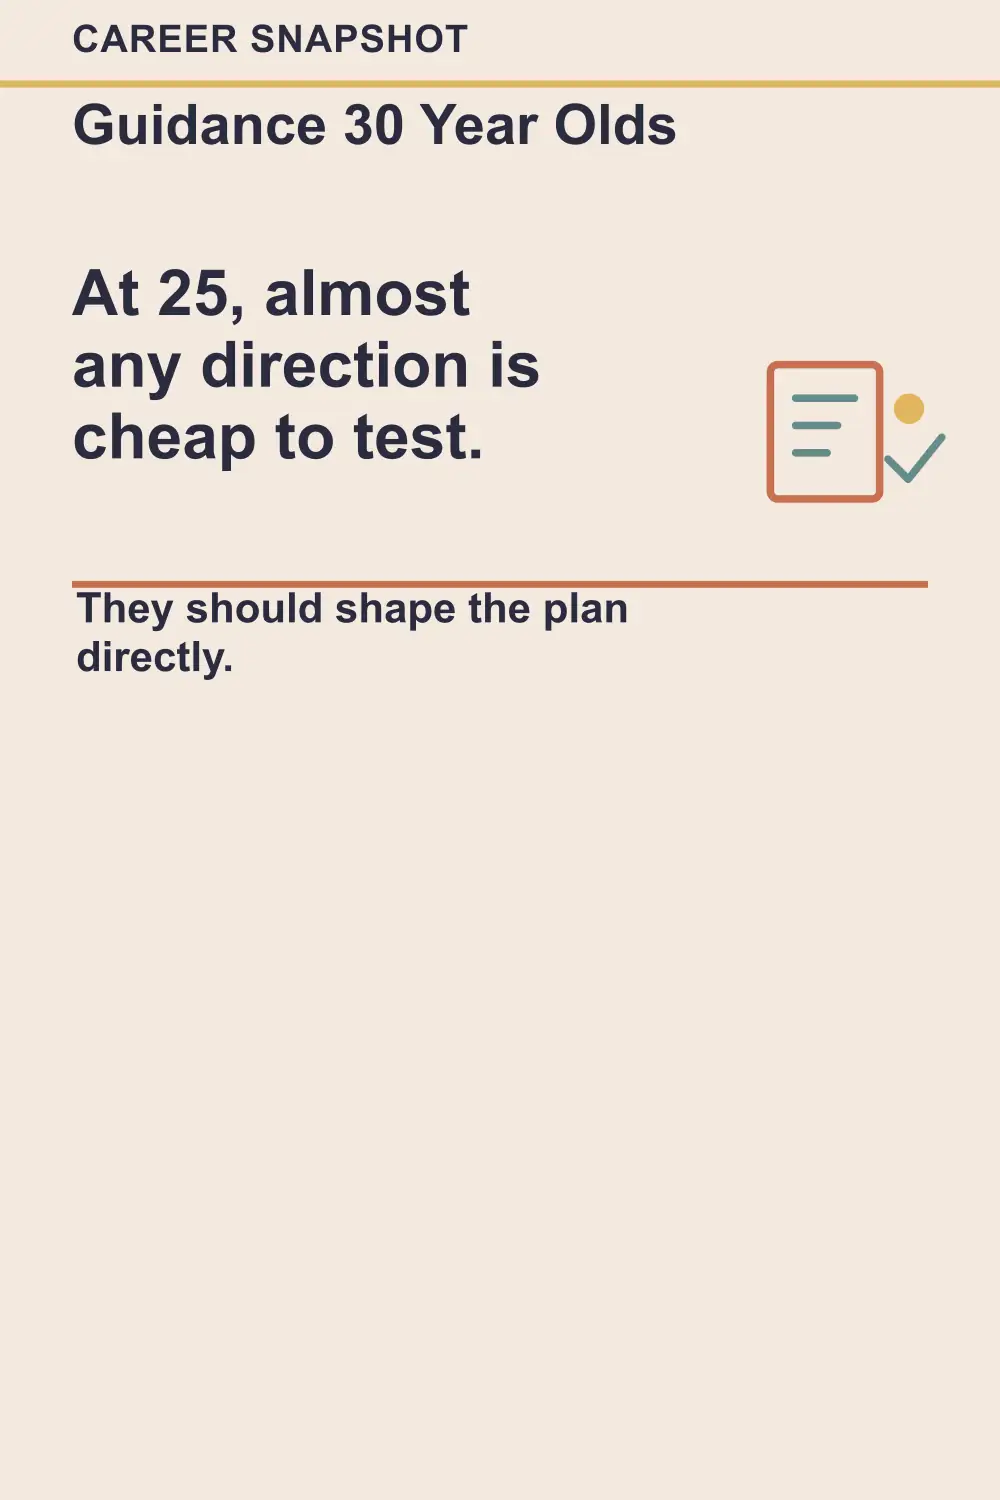 CAREER SNAPSHOT
Guidance 30 Year Olds
At 25, almost
any direction is
cheap to test.
They should shape the plan
directly.